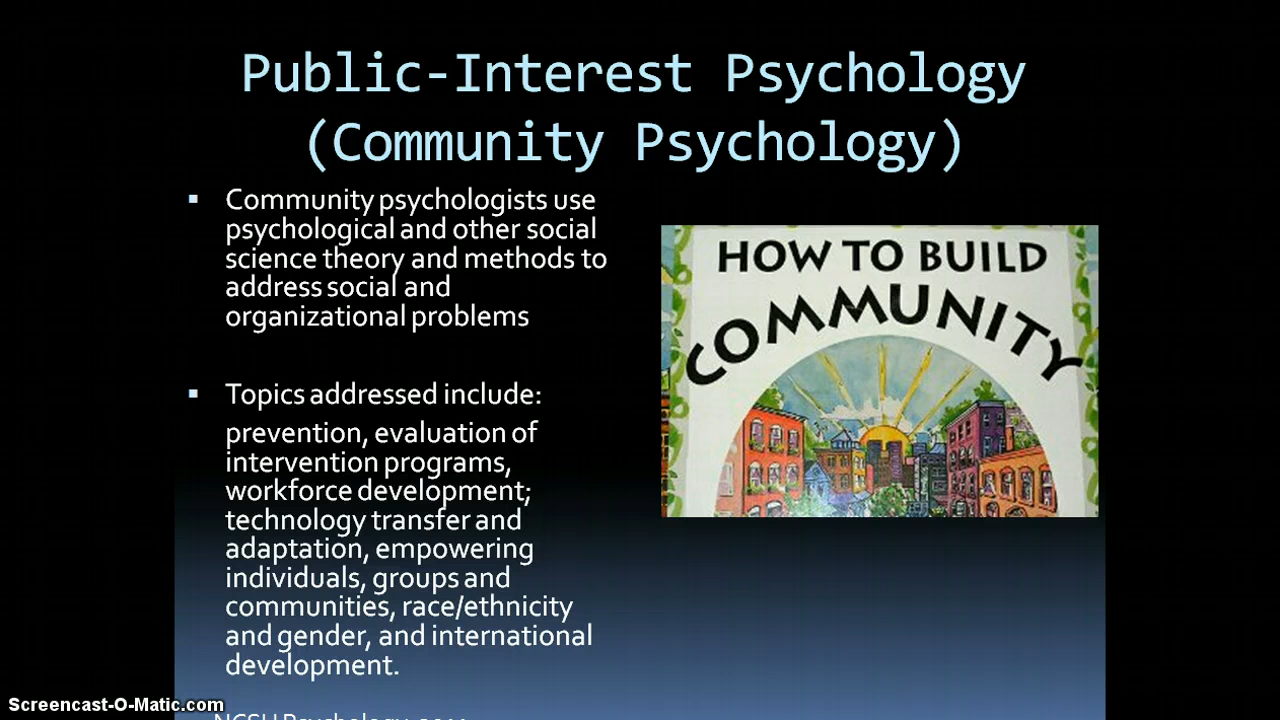 Public-Interest Psychology
(Community Psychology)
▪ Community psychologists use
psychological and other social
science theory and methods to
address social and
organizational problems
▪ Topics addressed include:
prevention, evaluation of
intervention programs,
workforce development;
technology transfer and
adaptation, empowering
individuals, groups and
communities, race/ethnicity
and gender, and international
development.
HOW TO BUILD
COMMUNITY
NCSU Psychology
Screencast-O-Matic.com